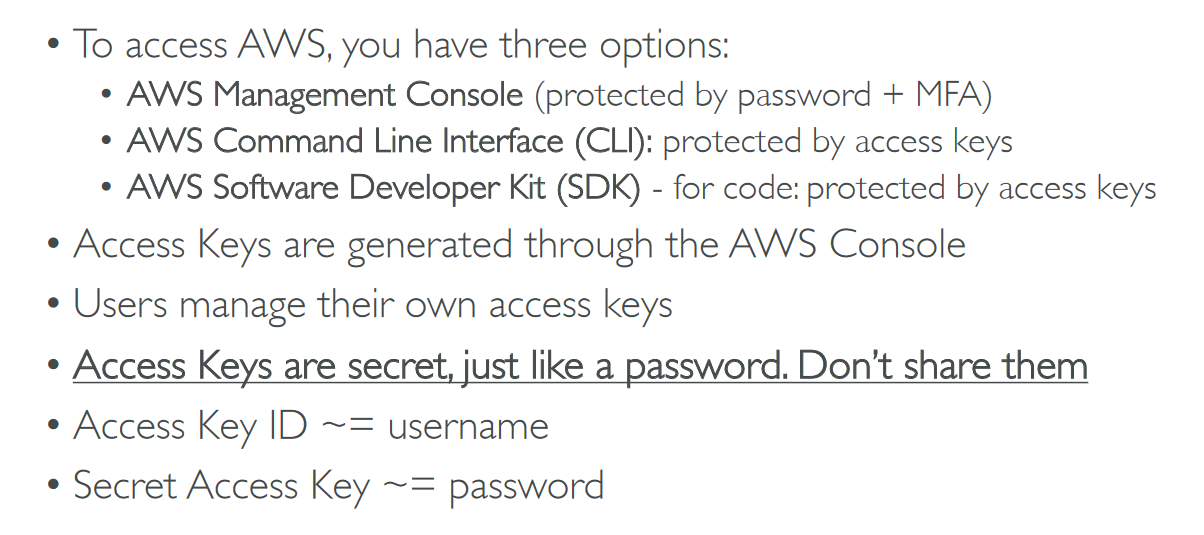 • To access AWS, you have three options:
• AWS Management Console (protected by password + MFA)
• AWS Command Line Interface (CLI): protected by access keys
• AWS Software Developer Kit (SDK) - for code: protected by access keys
• Access Keys are generated through the AWS Console
• Users manage their own access keys
• Access Keys are secret, just like a password. Don’t share them
• Access Key ID ~= username
• Secret Access Key ~= password